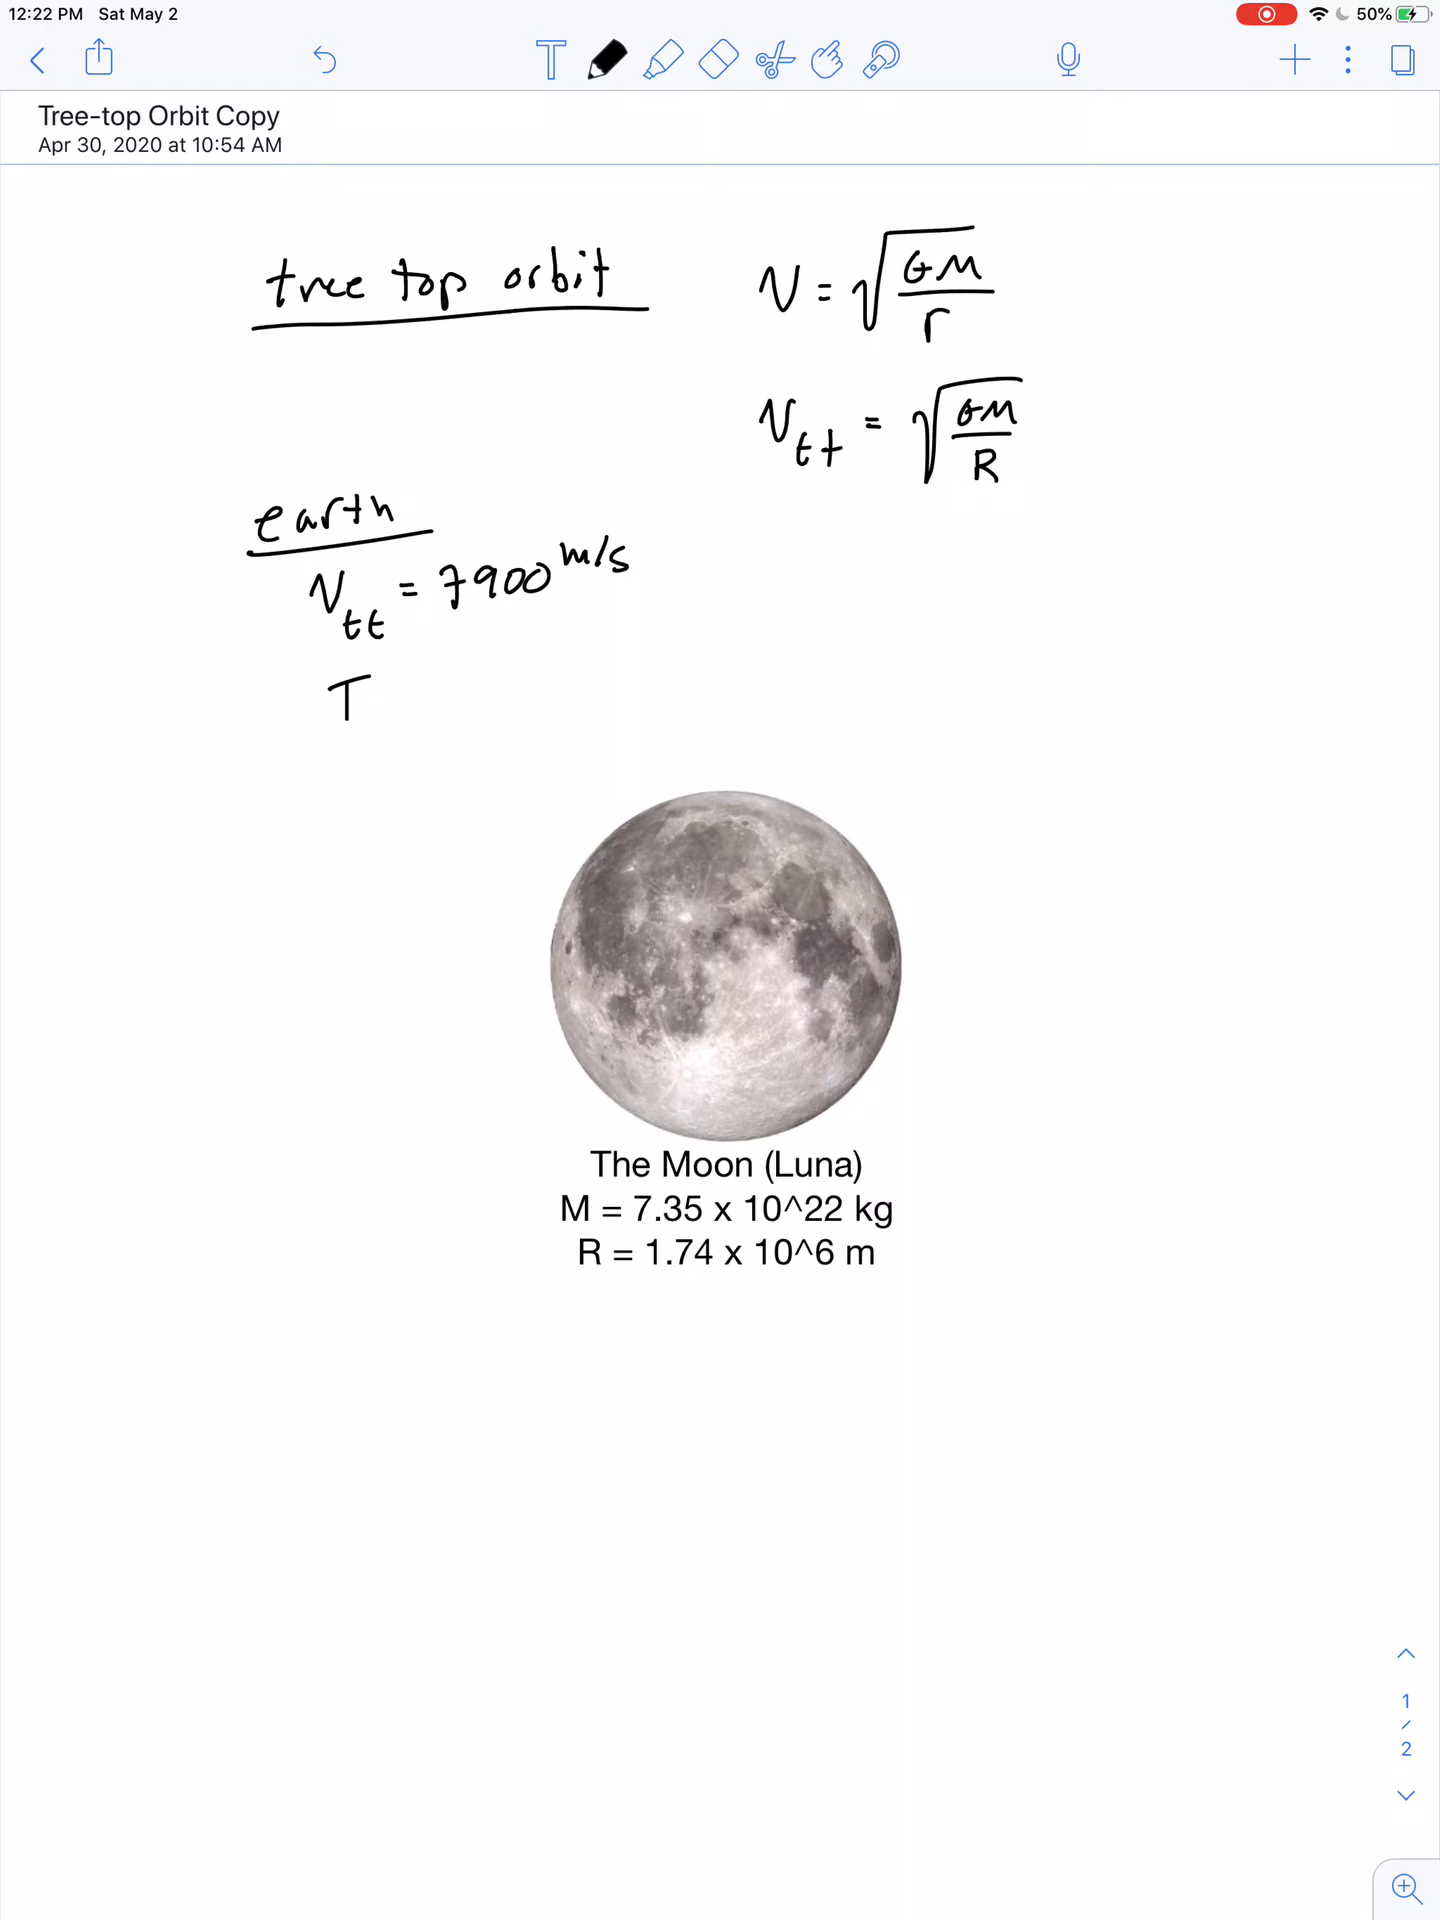 12:22 PM Sat May 2
50%
Tree-top Orbit Copy
Apr 30, 2020 at 10:54 AM
tree top orbit
v = √(GM/r)
v_tt = √(GM/R)
earth
v_tt = 7900 m/s
T
The Moon (Luna)
M = 7.35 x 10^22 kg
R = 1.74 x 10^6 m
1
/
2